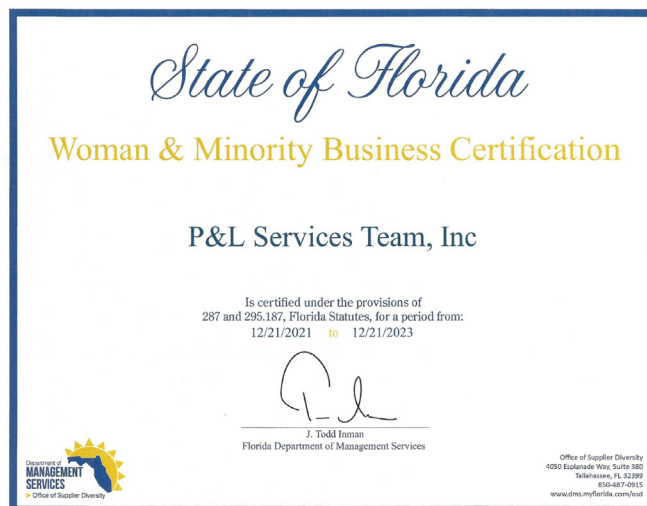 State of Florida
Woman & Minority Business Certification
P&L Services Team, Inc
Is certified under the provisions of
287 and 295.187, Florida Statutes, for a period from:
12/21/2021 to 12/21/2023
J. Todd Inman
Florida Department of Management Services
Department of
MANAGEMENT
SERVICES
Office of Supplier Diversity
Office of Supplier Diversity
4050 Esplanade Way, Suite 380
Tallahassee, FL 32399
850-487-0915
www.dms.myflorida.com/osd